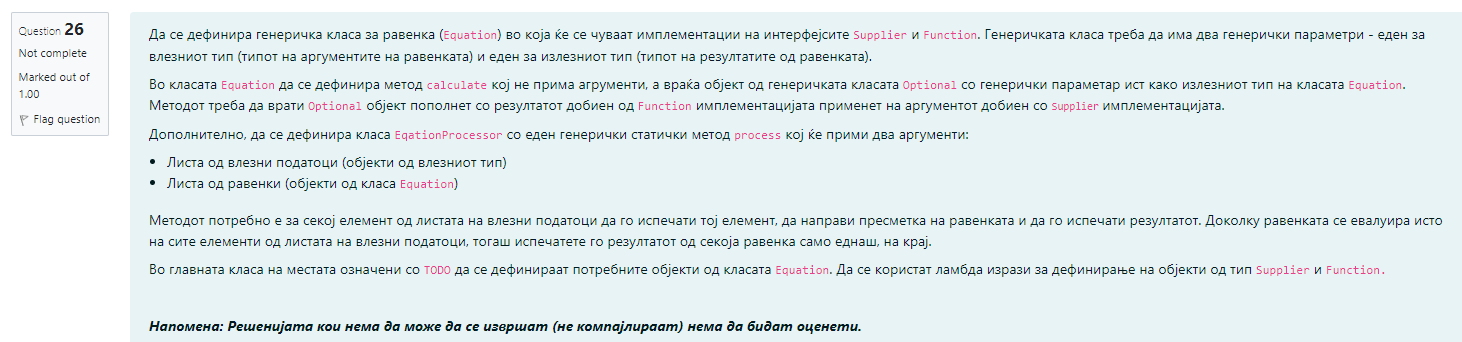 Question 26
Not complete
Marked out of
1.00
Flag question
Да се дефинира генеричка класа за равенка (Equation) во која ќе се чуваат имплементации на интерфејсите Supplier и Function. Генеричката класа треба да има два генерички параметри - еден за
влезниот тип (типот на аргументите на равенката) и еден за излезниот тип (типот на резултатите од равенката).
Во класата Equation да се дефинира метод calculate кој не прима агрументи, а враќа објект од генеричката класата Optional со генерички параметар ист како излезниот тип на класата Equation.
Методот треба да врати Optional објект пополнет со резултатот добиен од Function имплементацијата применет на аргументот добиен со Supplier имплементацијата.
Дополнително, да се дефинира класа EqationProcessor со еден генерички статички метод process кој ќе прими два аргументи:
• Листа од влезни податоци (објекти од влезниот тип)
• Листа од равенки (објекти од класа Equation)
Методот потребно е за секој елемент од листата на влезни податоци да го испечати тој елемент, да направи пресметка на равенката и да го испечати резултатот. Доколку равенката се евалуира исто
на сите елементи од листата на влезни податоци, тогаш испечатете го резултатот од секоја равенка само еднаш, на крај.
Во главната класа на местата означени со TODO да се дефинираат потребните објекти од класата Equation. Да се користат ламбда изрази за дефинирање на објекти од тип Supplier и Function.
Напомена: Решенијата кои нема да може да се извршат (не компајлираат) нема да бидат оценети.